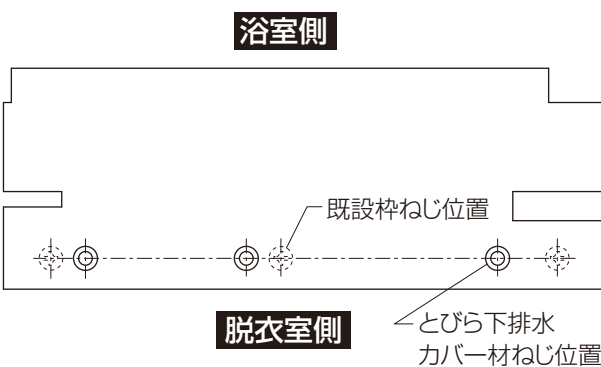 浴室側
既設枠ねじ位置
脱衣室側
とびら下排水
カバー材ねじ位置